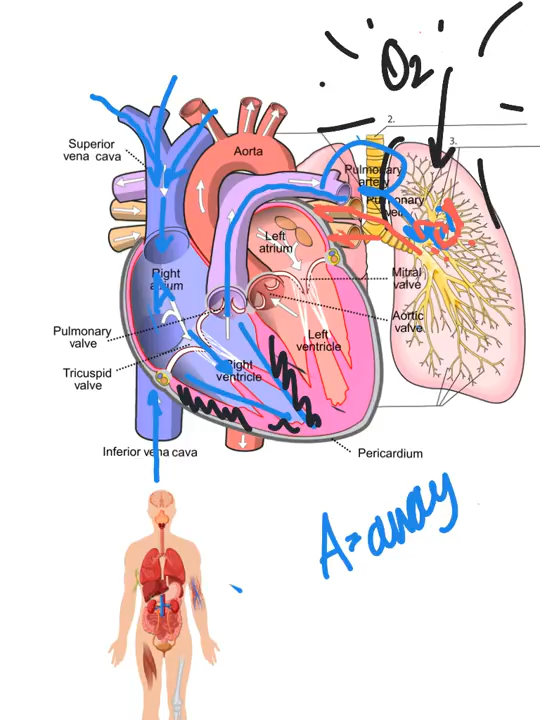 O2
2.
3.
Superior
vena cava
Aorta
Pulmonary
artery
Pulmonary
vein
Left
atrium
Right
atrium
Mitral
valve
Aortic
valve
Pulmonary
valve
Left
ventricle
Tricuspid
valve
Right
ventricle
Inferior vena cava
Pericardium
A = away